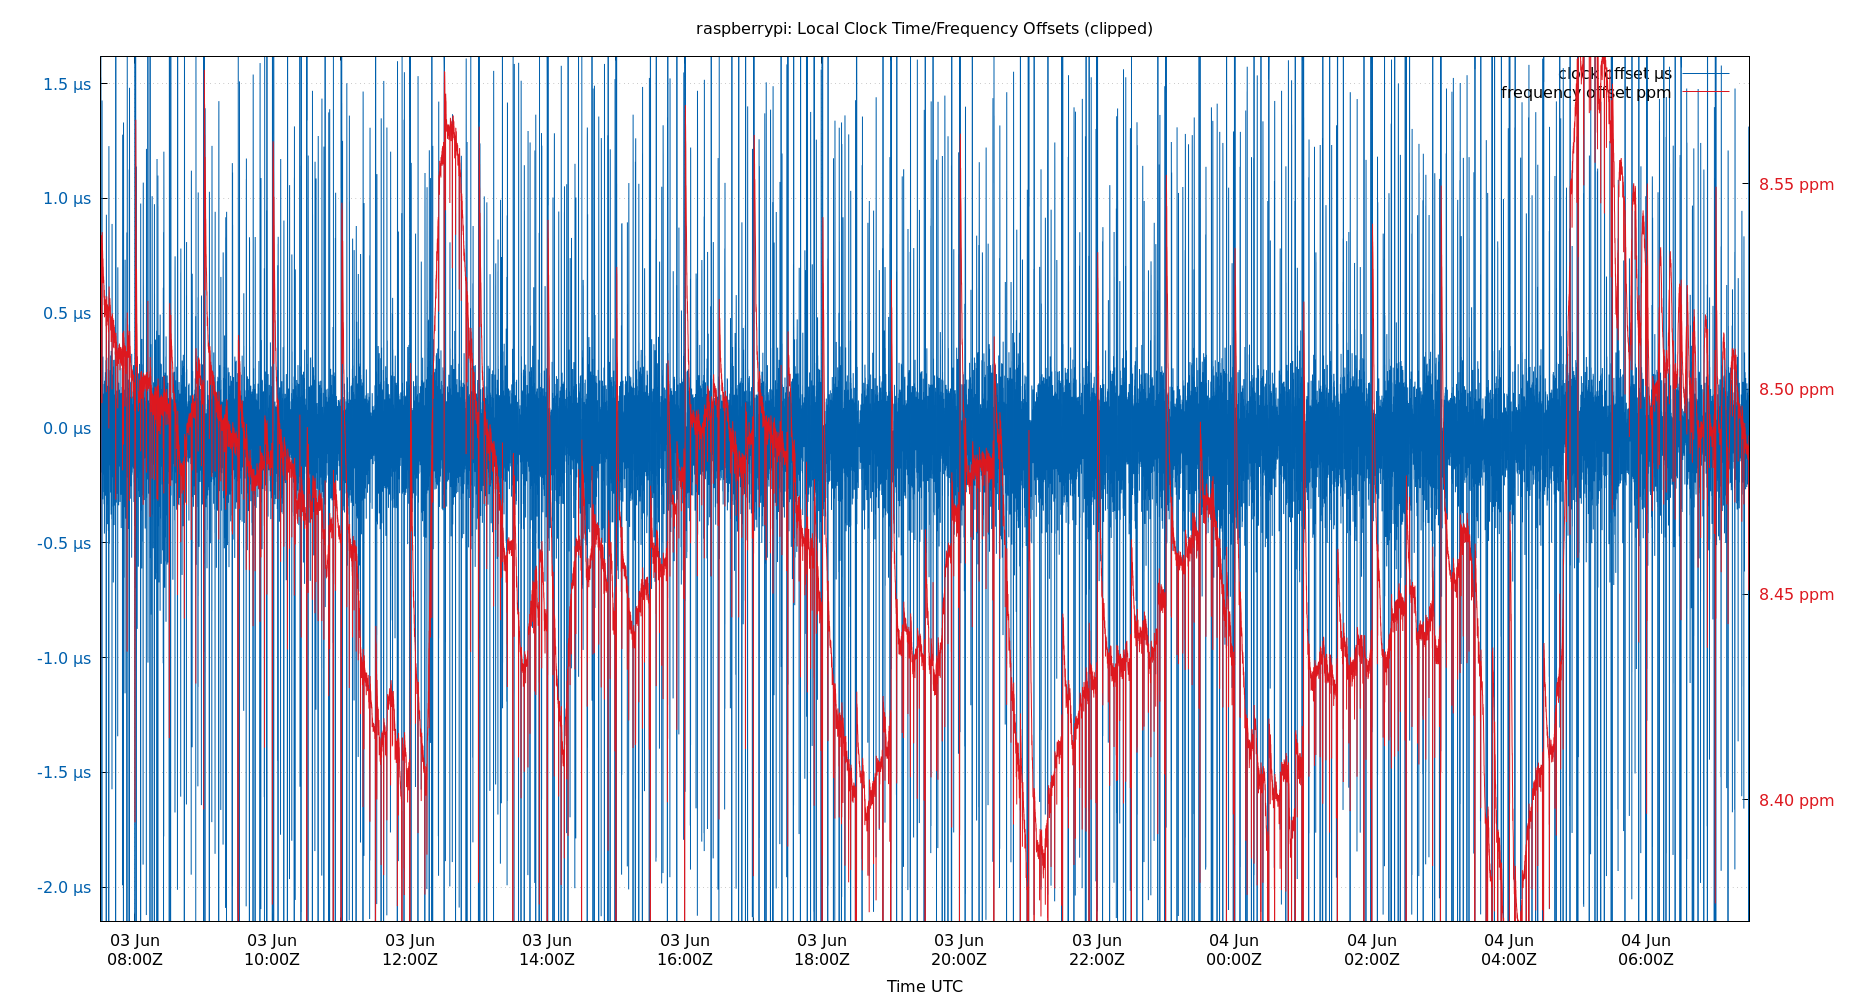 raspberrypi: Local Clock Time/Frequency Offsets (clipped)
clock offset µs
frequency offset ppm
1.5 µs
1.0 µs
0.5 µs
0.0 µs
-0.5 µs
-1.0 µs
-1.5 µs
-2.0 µs
8.55 ppm
8.50 ppm
8.45 ppm
8.40 ppm
03 Jun 03 Jun 03 Jun 03 Jun 03 Jun 03 Jun 03 Jun 03 Jun 04 Jun 04 Jun 04 Jun 04 Jun
08:00Z 10:00Z 12:00Z 14:00Z 16:00Z 18:00Z 20:00Z 22:00Z 00:00Z 02:00Z 04:00Z 06:00Z
Time UTC